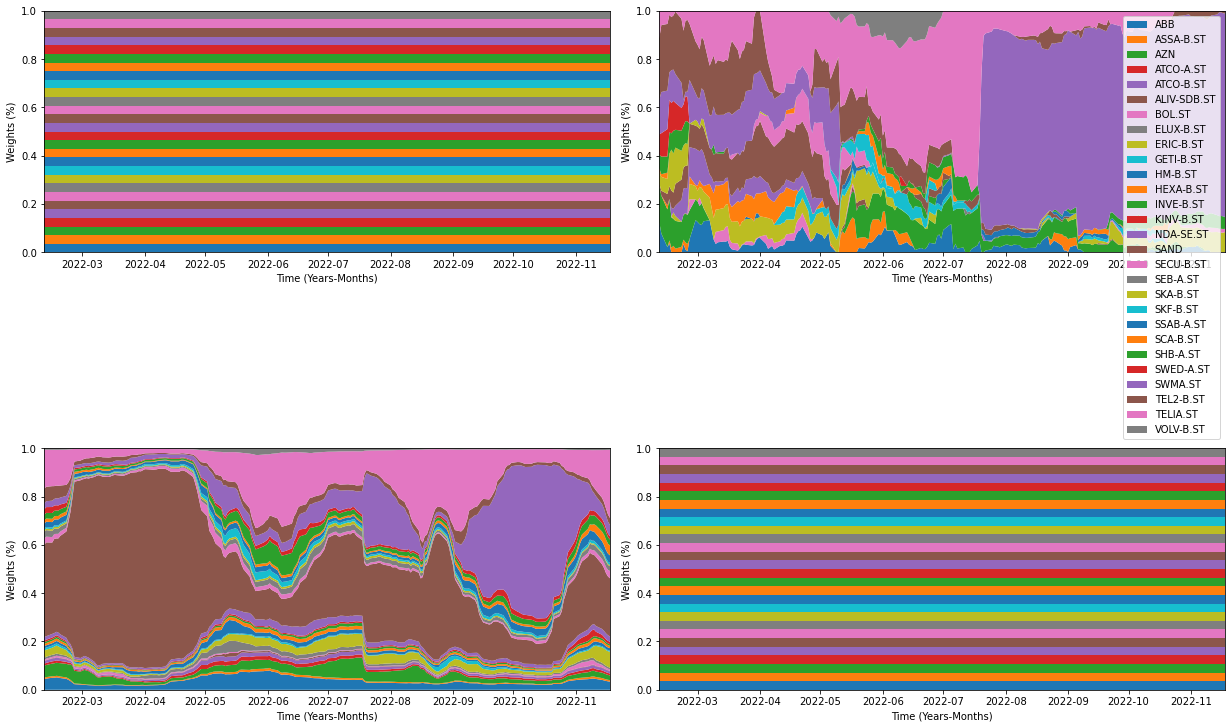 1.0
0.8
0.6
0.4
0.2
0.0
Weights (%)
2022-03 2022-04 2022-05 2022-06 2022-07 2022-08 2022-09 2022-10 2022-11
Time (Years-Months)
1.0
0.8
0.6
0.4
0.2
0.0
Weights (%)
2022-03 2022-04 2022-05 2022-06 2022-07 2022-08 2022-09
Time (Years-Months)
ABB
ASSA-B.ST
AZN
ATCO-A.ST
ATCO-B.ST
ALIV-SDB.ST
BOL.ST
ELUX-B.ST
ERIC-B.ST
GETI-B.ST
HM-B.ST
HEXA-B.ST
INVE-B.ST
KINV-B.ST
NDA-SE.ST
SAND
SECU-B.ST
SEB-A.ST
SKA-B.ST
SKF-B.ST
SSAB-A.ST
SCA-B.ST
SHB-A.ST
SWED-A.ST
SWMA.ST
TEL2-B.ST
TELIA.ST
VOLV-B.ST
1.0
0.8
0.6
0.4
0.2
0.0
Weights (%)
2022-03 2022-04 2022-05 2022-06 2022-07 2022-08 2022-09 2022-10 2022-11
Time (Years-Months)
1.0
0.8
0.6
0.4
0.2
0.0
Weights (%)
2022-03 2022-04 2022-05 2022-06 2022-07 2022-08 2022-09 2022-10 2022-11
Time (Years-Months)